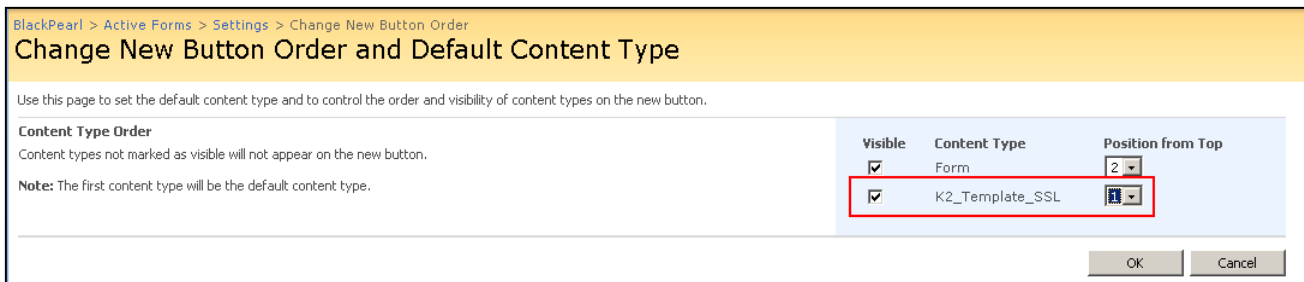 BlackPearl > Active Forms > Settings > Change New Button Order
Change New Button Order and Default Content Type
Use this page to set the default content type and to control the order and visibility of content types on the new button.
Content Type Order
Content types not marked as visible will not appear on the new button.
Note: The first content type will be the default content type.
Visible Content Type Position from Top
Form 2
K2_Template_SSL 1
OK Cancel